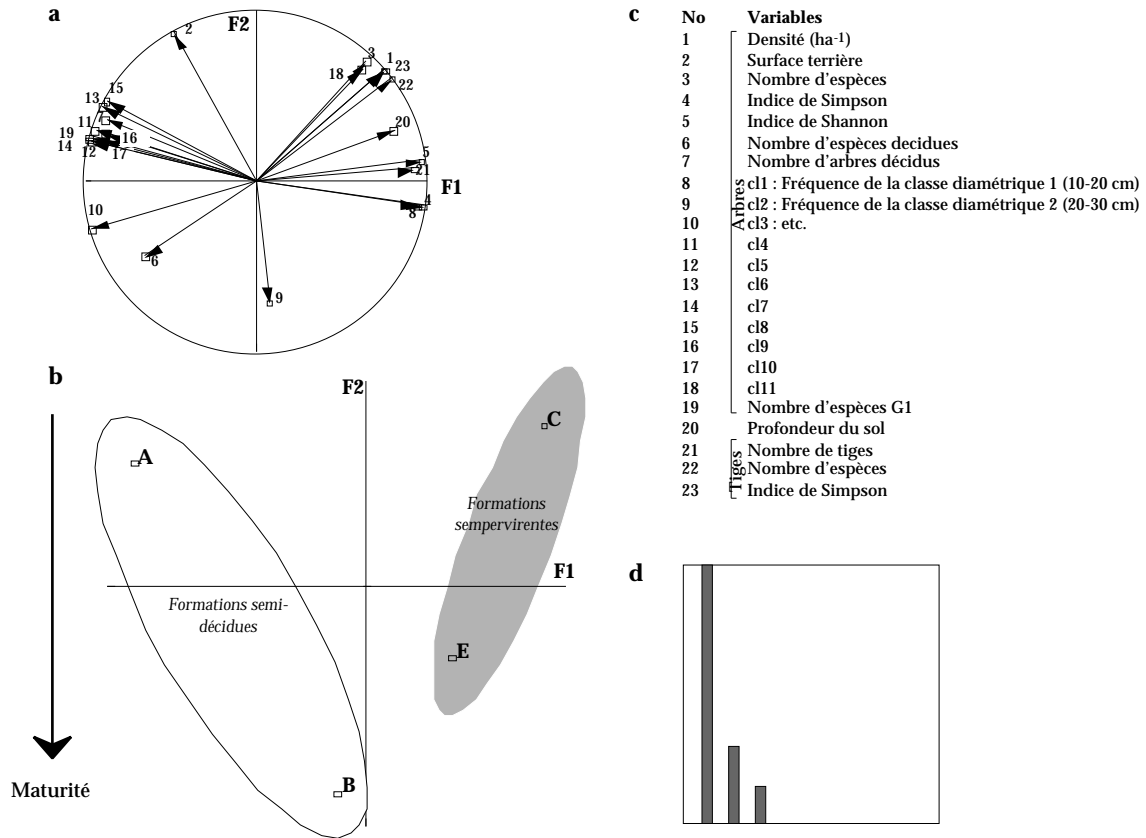 a
F2
2
3
1
18
23
22
15
13
7
11
19
16
14
12
17
20
5
21
F1
4
8
10
6
9
c
No Variables
1 Densité (ha-1)
2 Surface terrière
3 Nombre d'espèces
4 Indice de Simpson
5 Indice de Shannon
6 Nombre d'espèces decidues
7 Nombre d'arbres décidus
8 cl1 : Fréquence de la classe diamétrique 1 (10-20 cm)
9 cl2 : Fréquence de la classe diamétrique 2 (20-30 cm)
10 cl3 : etc.
11 cl4
12 cl5
13 cl6
14 cl7
15 cl8
16 cl9
17 cl10
18 cl11
19 Nombre d'espèces G1
Arbres
20 Profondeur du sol
21 Nombre de tiges
22 Nombre d'espèces
23 Indice de Simpson
Tiges
b
F2
A
C
Formations
sempervirentes
F1
Formations semi-
décidues
E
B
Maturité
d